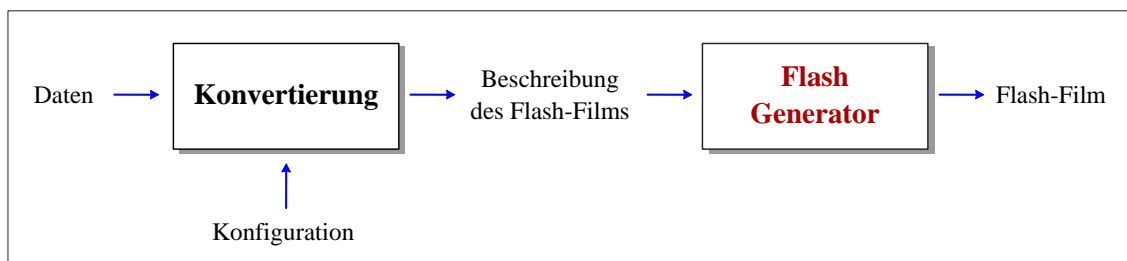 Daten
Konvertierung
Beschreibung
des Flash-Films
Flash
Generator
Flash-Film
Konfiguration